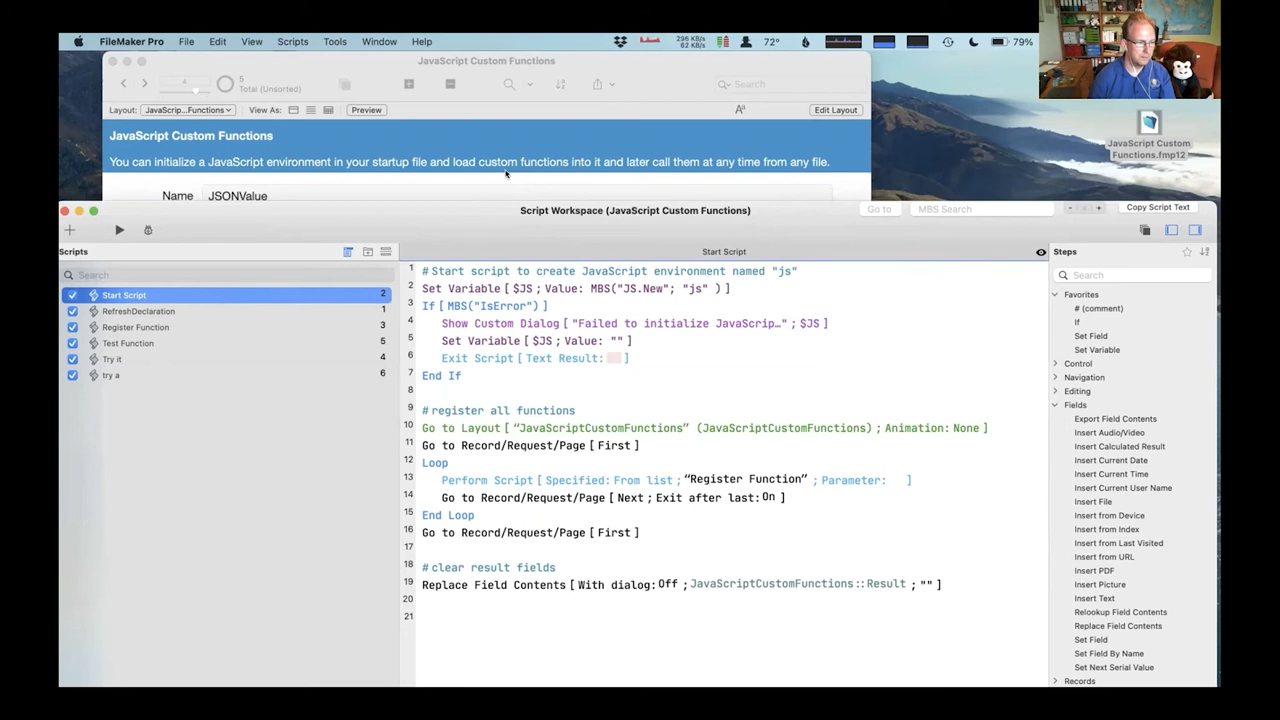 FileMaker Pro File Edit View Scripts Tools Window Help 296 KB/s 62 KB/s 72° 79%
JavaScript Custom Functions
4 5 Total (Unsorted) Search
Layout: JavaScrip...Functions View As: Preview Aa Edit Layout
JavaScript Custom Functions
You can initialize a JavaScript environment in your startup file and load custom functions into it and later call them at any time from any file.
Name JSONValue
JavaScript Custom
Functions.fmp12
Script Workspace (JavaScript Custom Functions) Go to MBS Search - + Copy Script Text
Scripts
Search
Start Script 2
RefreshDeclaration 1
Register Function 3
Test Function 5
Try it 4
try a 6
Start Script
1 # Start script to create JavaScript environment named "js"
2 Set Variable [ $JS ; Value: MBS("JS.New"; "js" ) ]
3 If [ MBS("IsError") ]
4 Show Custom Dialog [ "Failed to initialize JavaScrip…" ; $JS ]
5 Set Variable [ $JS ; Value: "" ]
6 Exit Script [ Text Result: ]
7 End If
8
9 # register all functions
10 Go to Layout [ “JavaScriptCustomFunctions” (JavaScriptCustomFunctions) ; Animation: None ]
11 Go to Record/Request/Page [ First ]
12 Loop
13 Perform Script [ Specified: From list ; “Register Function” ; Parameter: ]
14 Go to Record/Request/Page [ Next ; Exit after last: On ]
15 End Loop
16 Go to Record/Request/Page [ First ]
17
18 # clear result fields
19 Replace Field Contents [ With dialog: Off ; JavaScriptCustomFunctions::Result ; "" ]
20
21
Steps
Search
Favorites
# (comment)
If
Set Field
Set Variable
Control
Navigation
Editing
Fields
Export Field Contents
Insert Audio/Video
Insert Calculated Result
Insert Current Date
Insert Current Time
Insert Current User Name
Insert File
Insert from Device
Insert from Index
Insert from Last Visited
Insert from URL
Insert PDF
Insert Picture
Insert Text
Relookup Field Contents
Replace Field Contents
Set Field
Set Field By Name
Set Next Serial Value
Records